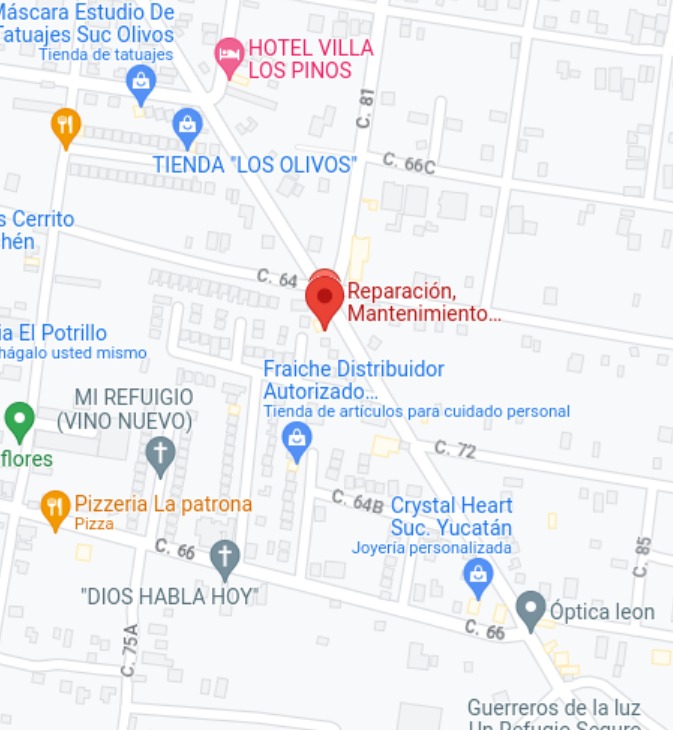 Máscara Estudio De
Tatuajes Suc Olivos
Tienda de tatuajes
HOTEL VILLA
LOS PINOS
C. 81
TIENDA "LOS OLIVOS"
C. 66C
s Cerrito
chén
C. 64
Reparación,
Mantenimiento...
ia El Potrillo
hágalo usted mismo
Fraiche Distribuidor
Autorizado...
Tienda de artículos para cuidado personal
MI REFUIGIO
(VINO NUEVO)
flores
C. 72
Pizzeria La patrona
Pizza
C. 64B
Crystal Heart
Suc. Yucatán
Joyería personalizada
C. 66
C. 85
"DIOS HABLA HOY"
Óptica leon
C. 66
C. 75A
Guerreros de la luz
Un Refugio Seguro